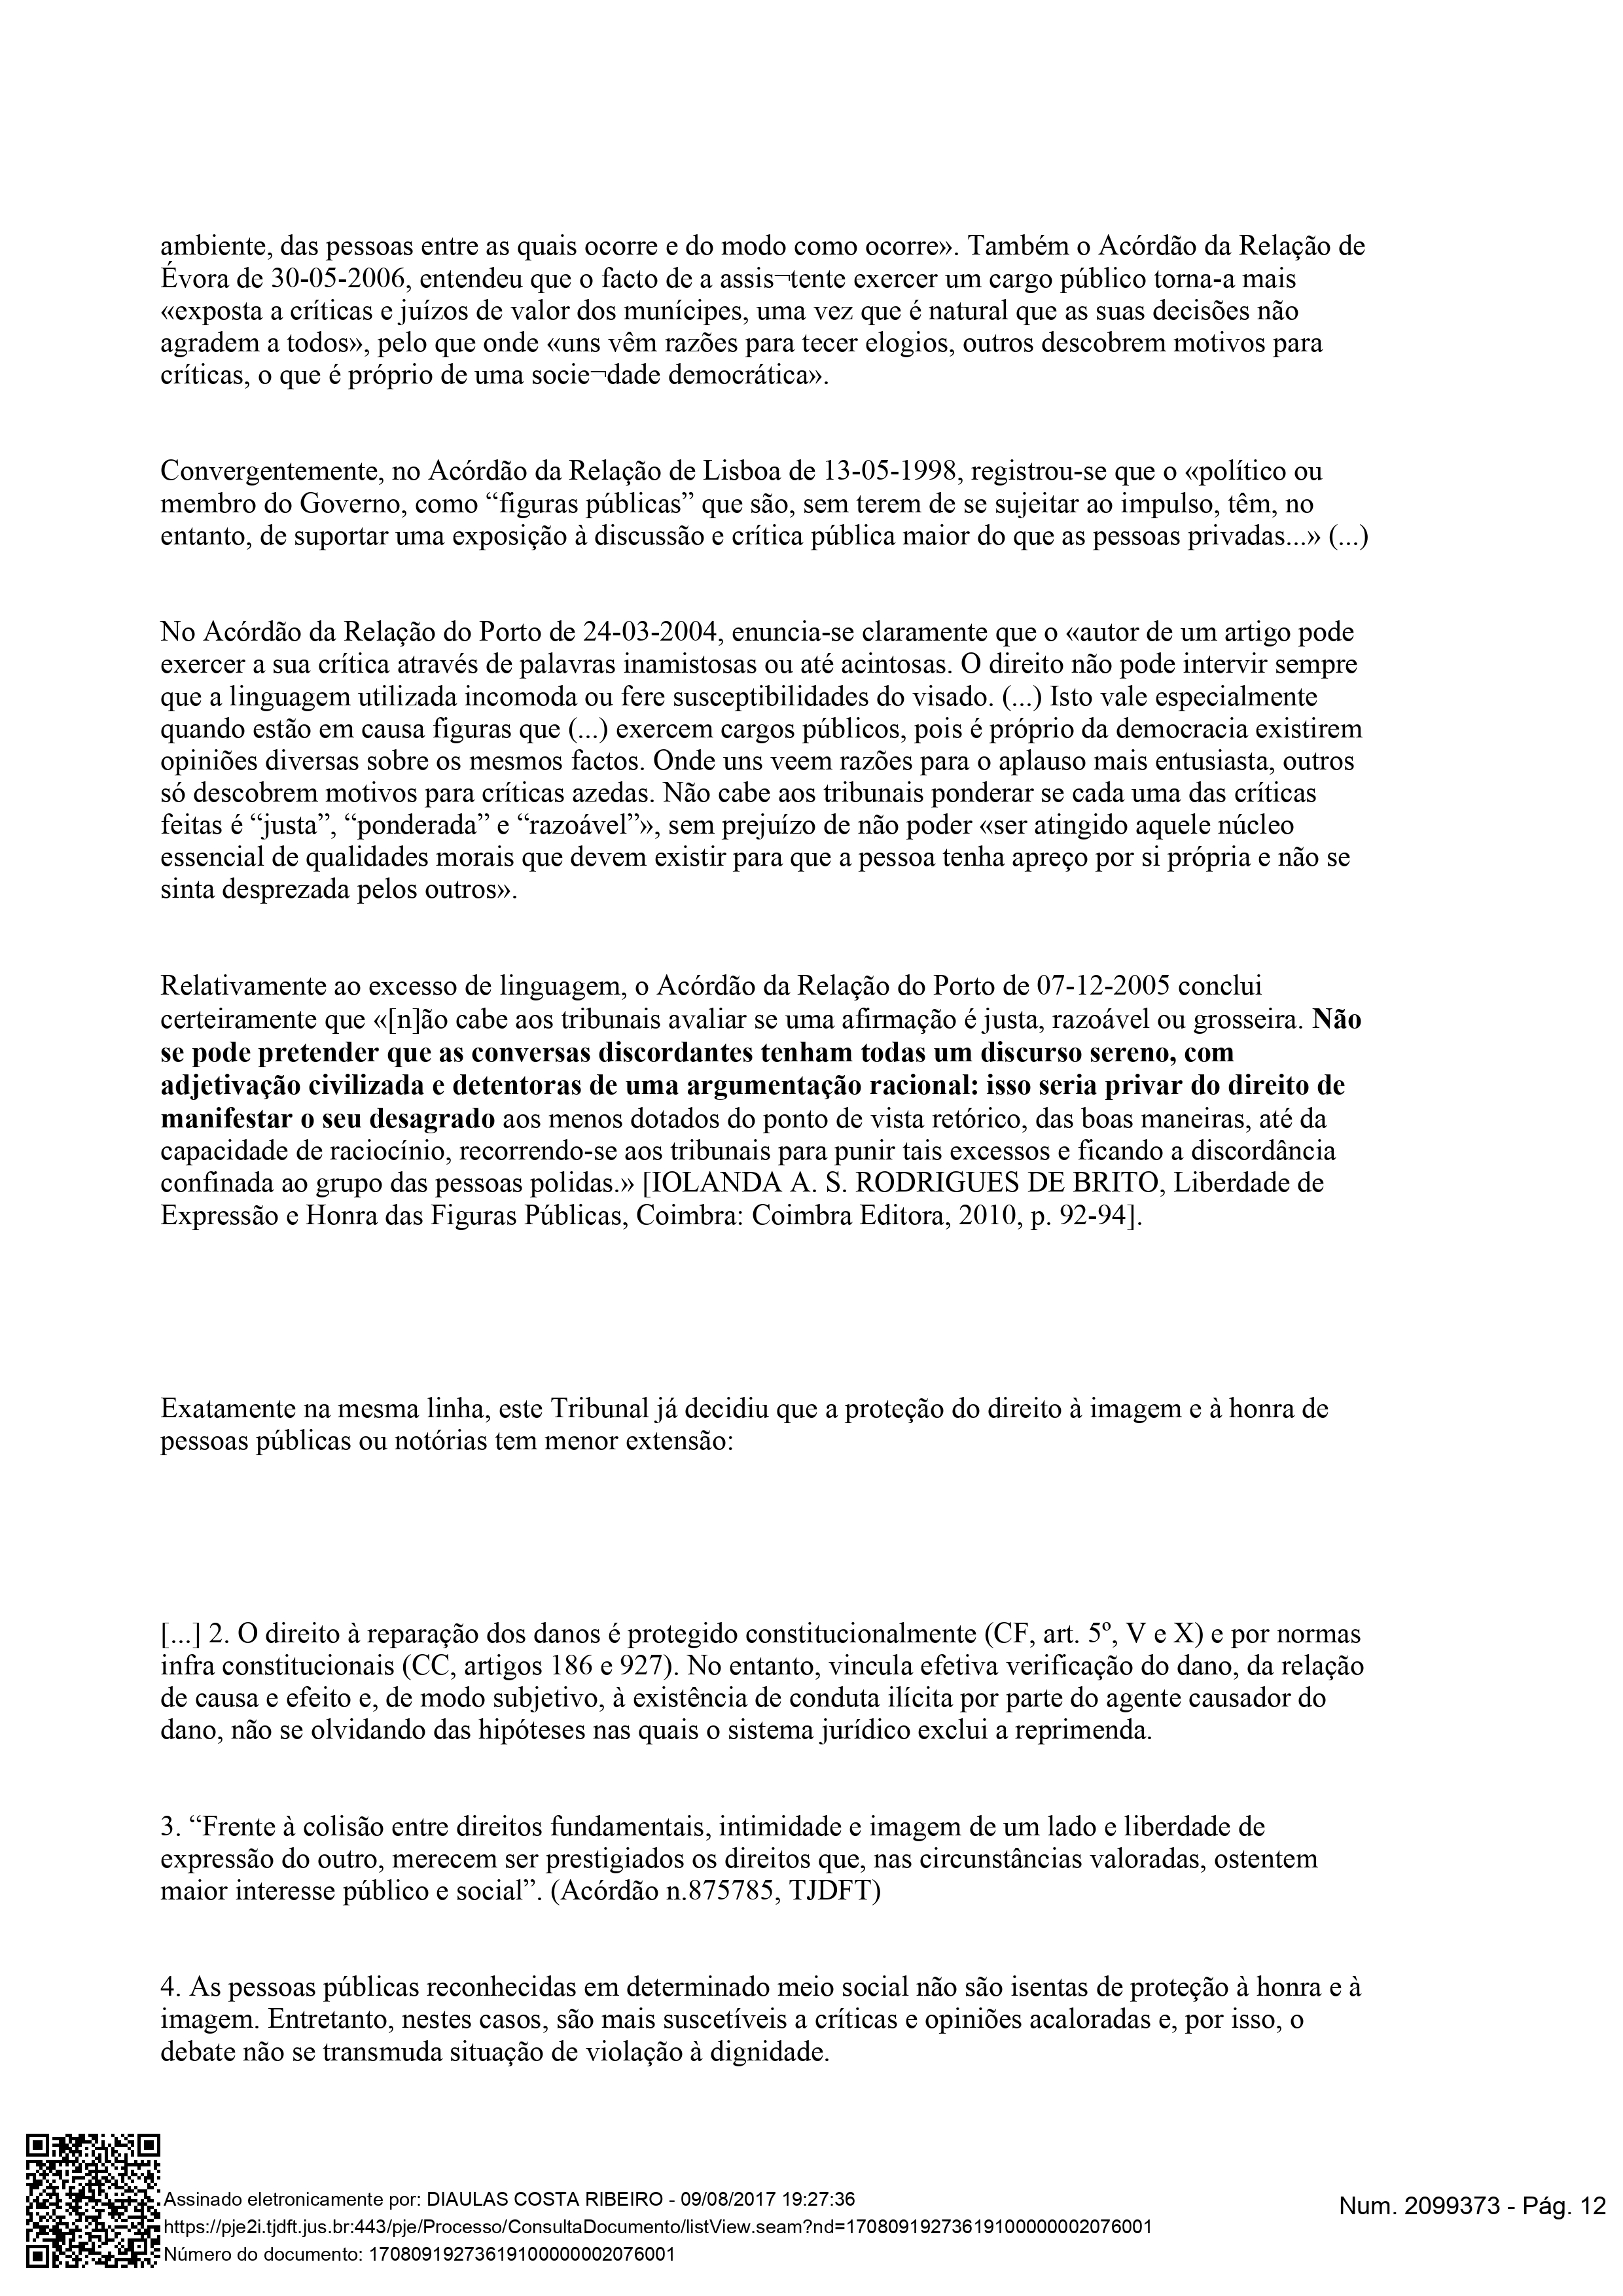 ambiente, das pessoas entre as quais ocorre e do modo como ocorre». Também o Acórdão da Relação de
Évora de 30-05-2006, entendeu que o facto de a assis¬tente exercer um cargo público torna-a mais
«exposta a críticas e juízos de valor dos munícipes, uma vez que é natural que as suas decisões não
agradem a todos», pelo que onde «uns vêm razões para tecer elogios, outros descobrem motivos para
críticas, o que é próprio de uma socie¬dade democrática».
Convergentemente, no Acórdão da Relação de Lisboa de 13-05-1998, registrou-se que o «político ou
membro do Governo, como “figuras públicas” que são, sem terem de se sujeitar ao impulso, têm, no
entanto, de suportar uma exposição à discussão e crítica pública maior do que as pessoas privadas...» (...)
No Acórdão da Relação do Porto de 24-03-2004, enuncia-se claramente que o «autor de um artigo pode
exercer a sua crítica através de palavras inamistosas ou até acintosas. O direito não pode intervir sempre
que a linguagem utilizada incomoda ou fere susceptibilidades do visado. (...) Isto vale especialmente
quando estão em causa figuras que (...) exercem cargos públicos, pois é próprio da democracia existirem
opiniões diversas sobre os mesmos factos. Onde uns veem razões para o aplauso mais entusiasta, outros
só descobrem motivos para críticas azedas. Não cabe aos tribunais ponderar se cada uma das críticas
feitas é “justa”, “ponderada” e “razoável”», sem prejuízo de não poder «ser atingido aquele núcleo
essencial de qualidades morais que devem existir para que a pessoa tenha apreço por si própria e não se
sinta desprezada pelos outros».
Relativamente ao excesso de linguagem, o Acórdão da Relação do Porto de 07-12-2005 conclui
certeiramente que «[n]ão cabe aos tribunais avaliar se uma afirmação é justa, razoável ou grosseira. Não
se pode pretender que as conversas discordantes tenham todas um discurso sereno, com
adjetivação civilizada e detentoras de uma argumentação racional: isso seria privar do direito de
manifestar o seu desagrado aos menos dotados do ponto de vista retórico, das boas maneiras, até da
capacidade de raciocínio, recorrendo-se aos tribunais para punir tais excessos e ficando a discordância
confinada ao grupo das pessoas polidas.» [IOLANDA A. S. RODRIGUES DE BRITO, Liberdade de
Expressão e Honra das Figuras Públicas, Coimbra: Coimbra Editora, 2010, p. 92-94].
Exatamente na mesma linha, este Tribunal já decidiu que a proteção do direito à imagem e à honra de
pessoas públicas ou notórias tem menor extensão:
[...] 2. O direito à reparação dos danos é protegido constitucionalmente (CF, art. 5º, V e X) e por normas
infra constitucionais (CC, artigos 186 e 927). No entanto, vincula efetiva verificação do dano, da relação
de causa e efeito e, de modo subjetivo, à existência de conduta ilícita por parte do agente causador do
dano, não se olvidando das hipóteses nas quais o sistema jurídico exclui a reprimenda.
3. “Frente à colisão entre direitos fundamentais, intimidade e imagem de um lado e liberdade de
expressão do outro, merecem ser prestigiados os direitos que, nas circunstâncias valoradas, ostentem
maior interesse público e social”. (Acórdão n.875785, TJDFT)
4. As pessoas públicas reconhecidas em determinado meio social não são isentas de proteção à honra e à
imagem. Entretanto, nestes casos, são mais suscetíveis a críticas e opiniões acaloradas e, por isso, o
debate não se transmuda situação de violação à dignidade.
Assinado eletronicamente por: DIAULAS COSTA RIBEIRO - 09/08/2017 19:27:36
https://pje2i.tjdft.jus.br:443/pje/Processo/ConsultaDocumento/listView.seam?nd=17080919273619100000002076001
Número do documento: 17080919273619100000002076001
Num. 2099373 - Pág. 12